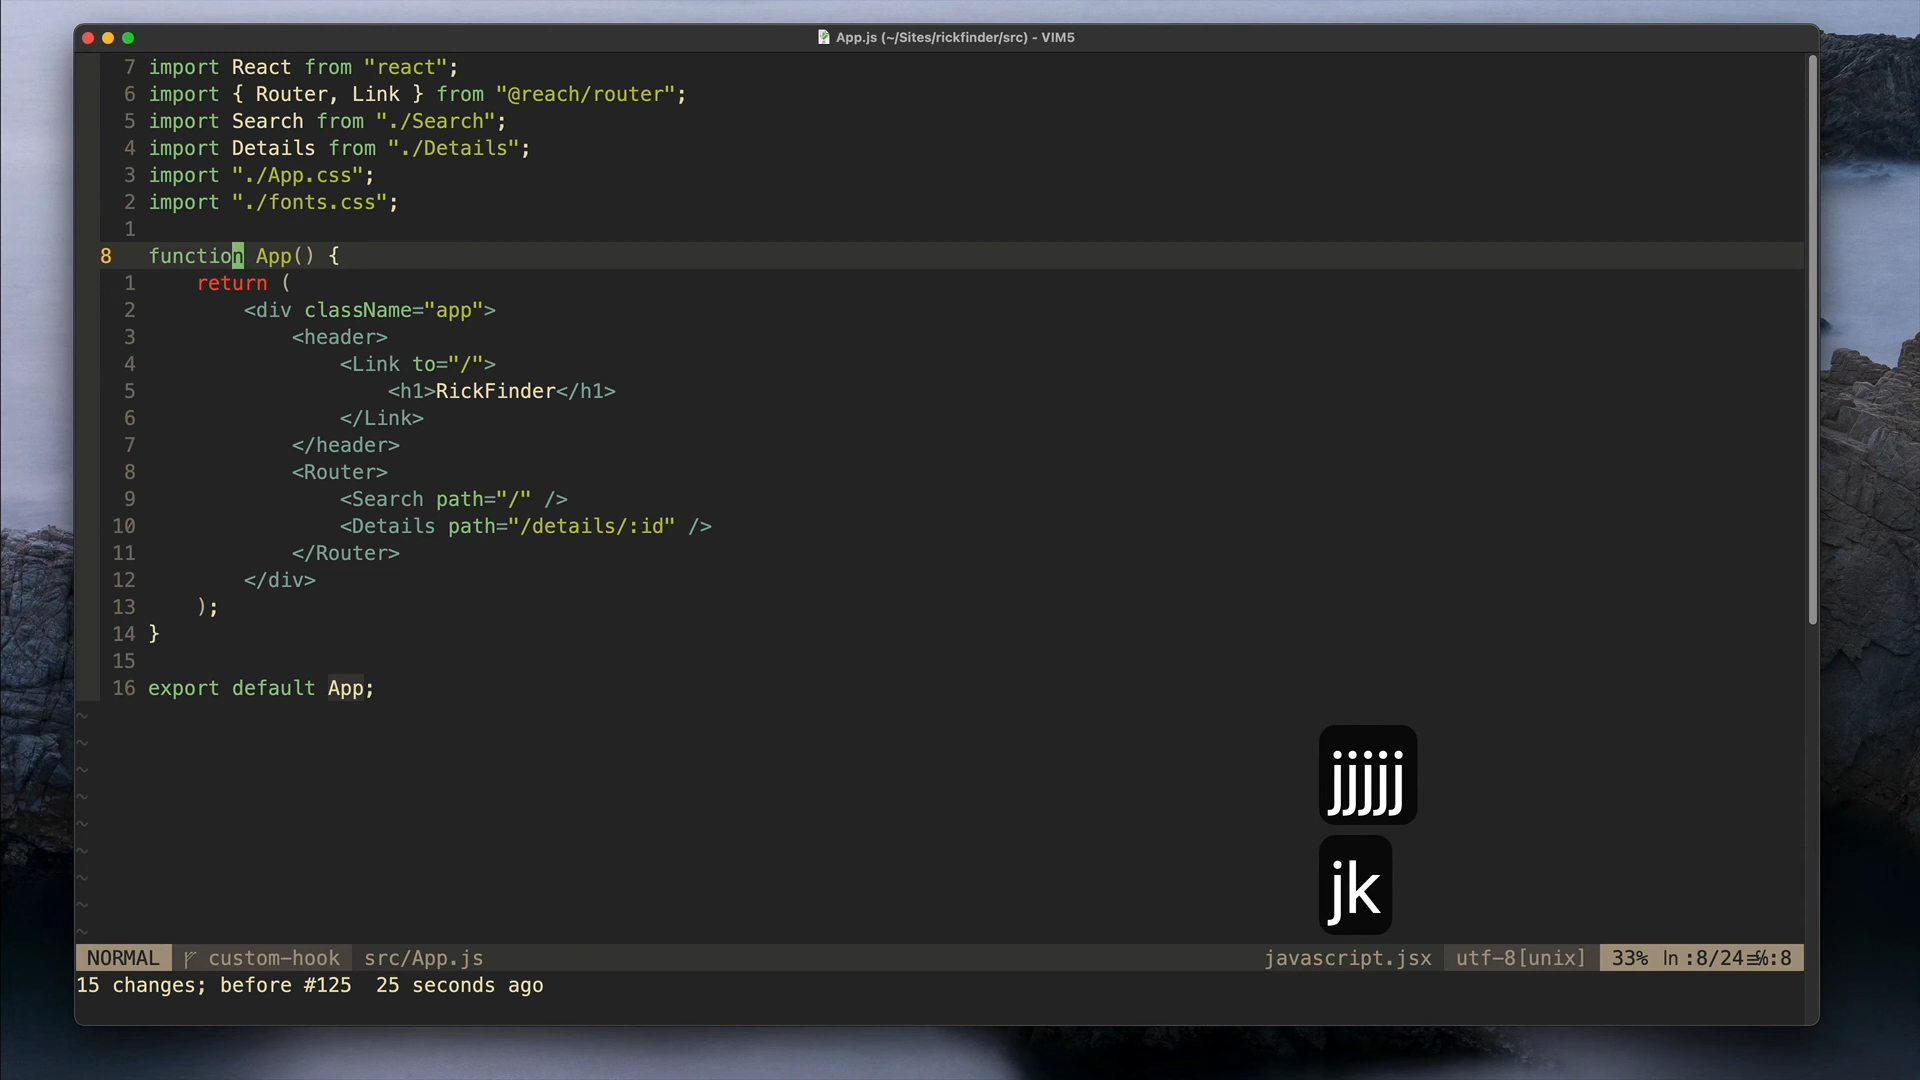 App.js (~/Sites/rickfinder/src) - VIM5
7 import React from "react";
6 import { Router, Link } from "@reach/router";
5 import Search from "./Search";
4 import Details from "./Details";
3 import "./App.css";
2 import "./fonts.css";
1
8 function App() {
1     return (
2         <div className="app">
3             <header>
4                 <Link to="/">
5                     <h1>RickFinder</h1>
6                 </Link>
7             </header>
8             <Router>
9                 <Search path="/" />
10                 <Details path="/details/:id" />
11             </Router>
12         </div>
13     );
14 }
15
16 export default App;
~
~
~
~
~
~
~
~
~
jjjjj
jk
NORMAL custom-hook src/App.js javascript.jsx utf-8[unix] 33% ln :8/24≡℅:8
15 changes; before #125  25 seconds ago